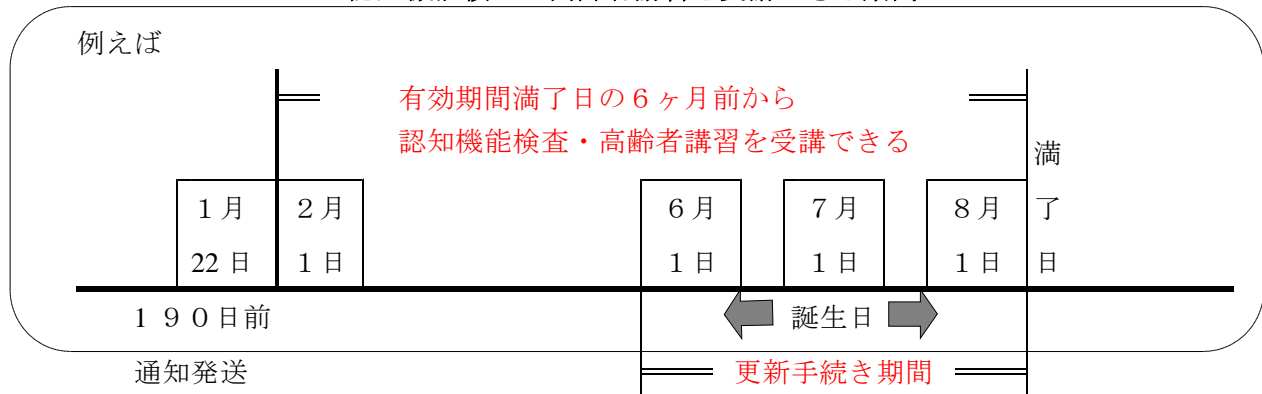 例えば
有効期間満了日の６ヶ月前から
認知機能検査・高齢者講習を受講できる
満了日
１月
22日
２月
１日
６月
１日
７月
１日
８月
１日
１９０日前
誕生日
通知発送
更新手続き期間